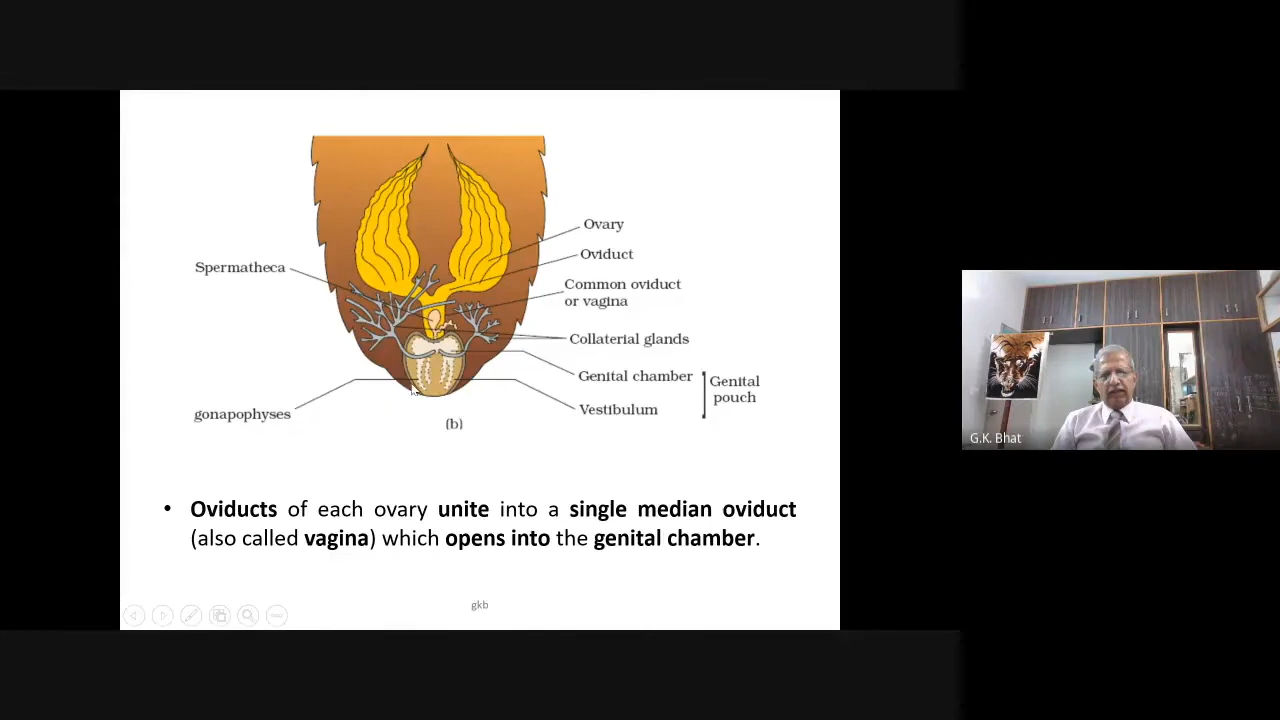 Ovary
Oviduct
Spermatheca
Common oviduct
or vagina
Collaterial glands
Genital chamber
Genital
pouch
gonapophyses
Vestibulum
(b)
• Oviducts of each ovary unite into a single median oviduct
(also called vagina) which opens into the genital chamber.
gkb
G.K. Bhat